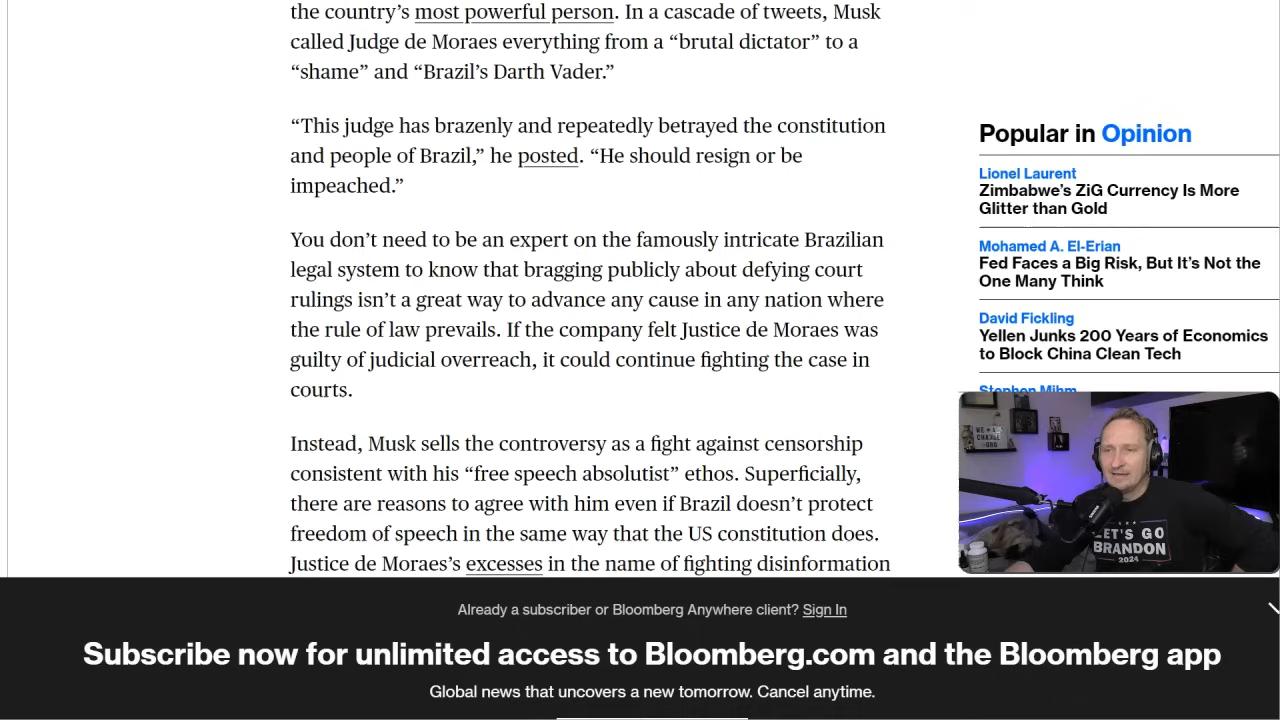 the country’s most powerful person. In a cascade of tweets, Musk
called Judge de Moraes everything from a “brutal dictator” to a
“shame” and “Brazil’s Darth Vader.”
“This judge has brazenly and repeatedly betrayed the constitution
and people of Brazil,” he posted. “He should resign or be
impeached.”
You don’t need to be an expert on the famously intricate Brazilian
legal system to know that bragging publicly about defying court
rulings isn’t a great way to advance any cause in any nation where
the rule of law prevails. If the company felt Justice de Moraes was
guilty of judicial overreach, it could continue fighting the case in
courts.
Instead, Musk sells the controversy as a fight against censorship
consistent with his “free speech absolutist” ethos. Superficially,
there are reasons to agree with him even if Brazil doesn’t protect
freedom of speech in the same way that the US constitution does.
Justice de Moraes’s excesses in the name of fighting disinformation
Popular in Opinion
Lionel Laurent
Zimbabwe’s ZiG Currency Is More
Glitter than Gold
Mohamed A. El-Erian
Fed Faces a Big Risk, But It’s Not the
One Many Think
David Fickling
Yellen Junks 200 Years of Economics
to Block China Clean Tech
Stephen Mihm
WE ARE
CHANGE
.ORG
LET'S GO
BRANDON
2024
Already a subscriber or Bloomberg Anywhere client? Sign In
Subscribe now for unlimited access to Bloomberg.com and the Bloomberg app
Global news that uncovers a new tomorrow. Cancel anytime.